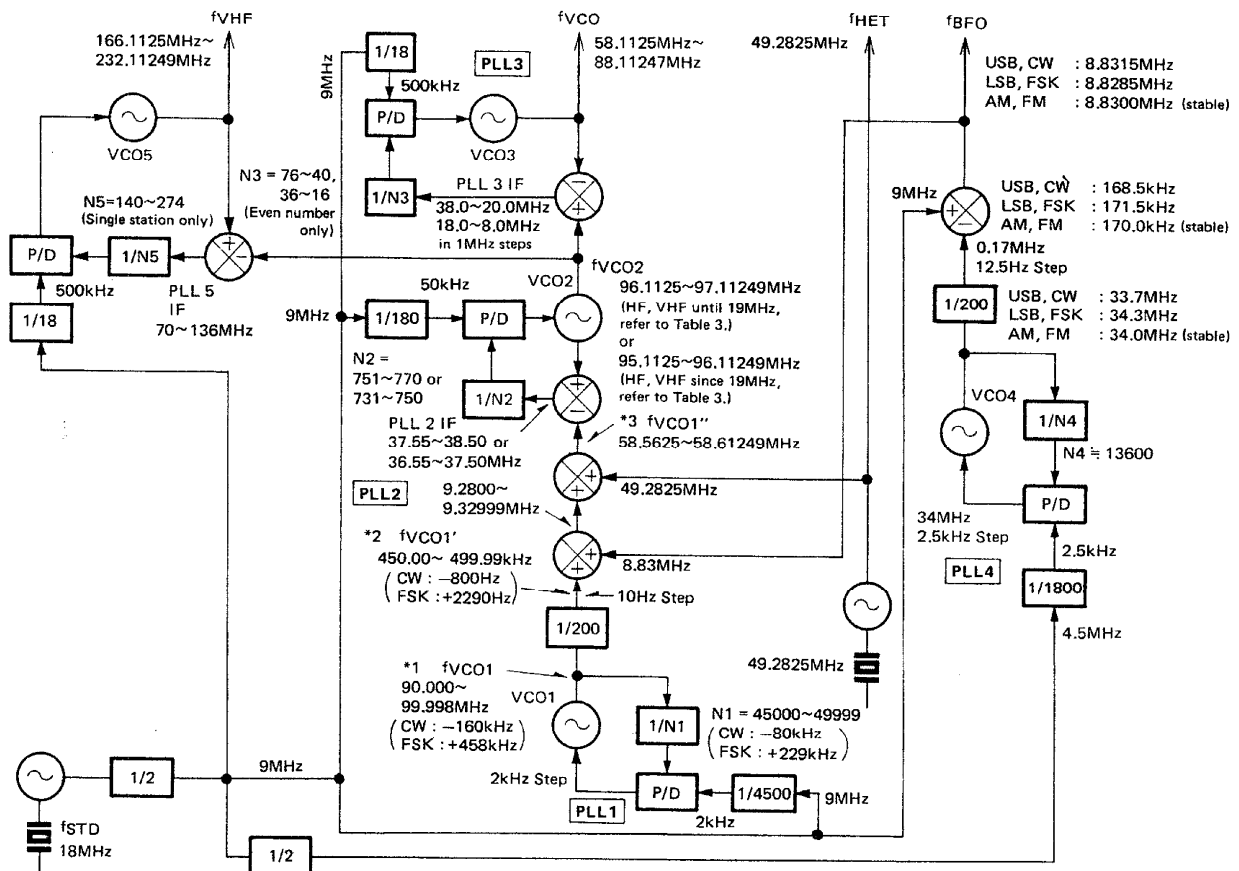 fVHF
166.1125MHz~
232.11249MHz
VCO5
N5=140~274
(Single station only)
P/D
1/N5
500kHz
1/18
PLL 5
IF
70~136MHz
+
-
1/18
9MHz
500kHz
PLL3
P/D
VCO3
fVCO
58.1125MHz~
88.11247MHz
N3 = 76~40,
36~16
(Even number
only)
1/N3
PLL 3 IF
38.0~20.0MHz
18.0~8.0MHz
in 1MHz steps
-
+
fVCO2
VCO2
96.1125~97.11249MHz
(HF, VHF until 19MHz,
refer to Table 3.)
or
95.1125~96.11249MHz
(HF, VHF since 19MHz,
refer to Table 3.)
50kHz
9MHz
1/180
P/D
N2 =
751~770 or
731~750
1/N2
+
-
PLL 2 IF
37.55~38.50 or
36.55~37.50MHz
*3 fVCO1''
58.5625~58.61249MHz
PLL2
+
+
49.2825MHz
9.2800~
9.32999MHz
*2 fVCO1'
450.00~ 499.99kHz
(CW : -800Hz
FSK : +2290Hz)
+
+
8.83MHz
10Hz Step
1/200
*1 fVCO1
90.000~
99.998MHz
(CW : -160kHz
FSK : +458kHz)
VCO1
1/N1
N1 = 45000~49999
(CW : -80kHz
FSK : +229kHz)
2kHz Step
P/D
1/4500
9MHz
PLL1
2kHz
fHET
49.2825MHz
49.2825MHz
fBFO
USB, CW : 8.8315MHz
LSB, FSK : 8.8285MHz
AM, FM : 8.8300MHz (stable)
9MHz
+
-
USB, CW : 168.5kHz
LSB, FSK : 171.5kHz
AM, FM : 170.0kHz (stable)
0.17MHz
12.5Hz Step
1/200
USB, CW : 33.7MHz
LSB, FSK : 34.3MHz
AM, FM : 34.0MHz (stable)
VCO4
1/N4
N4 ≒ 13600
P/D
34MHz
2.5kHz Step
2.5kHz
PLL4
1/1800
4.5MHz
1/2
9MHz
fSTD
18MHz
1/2